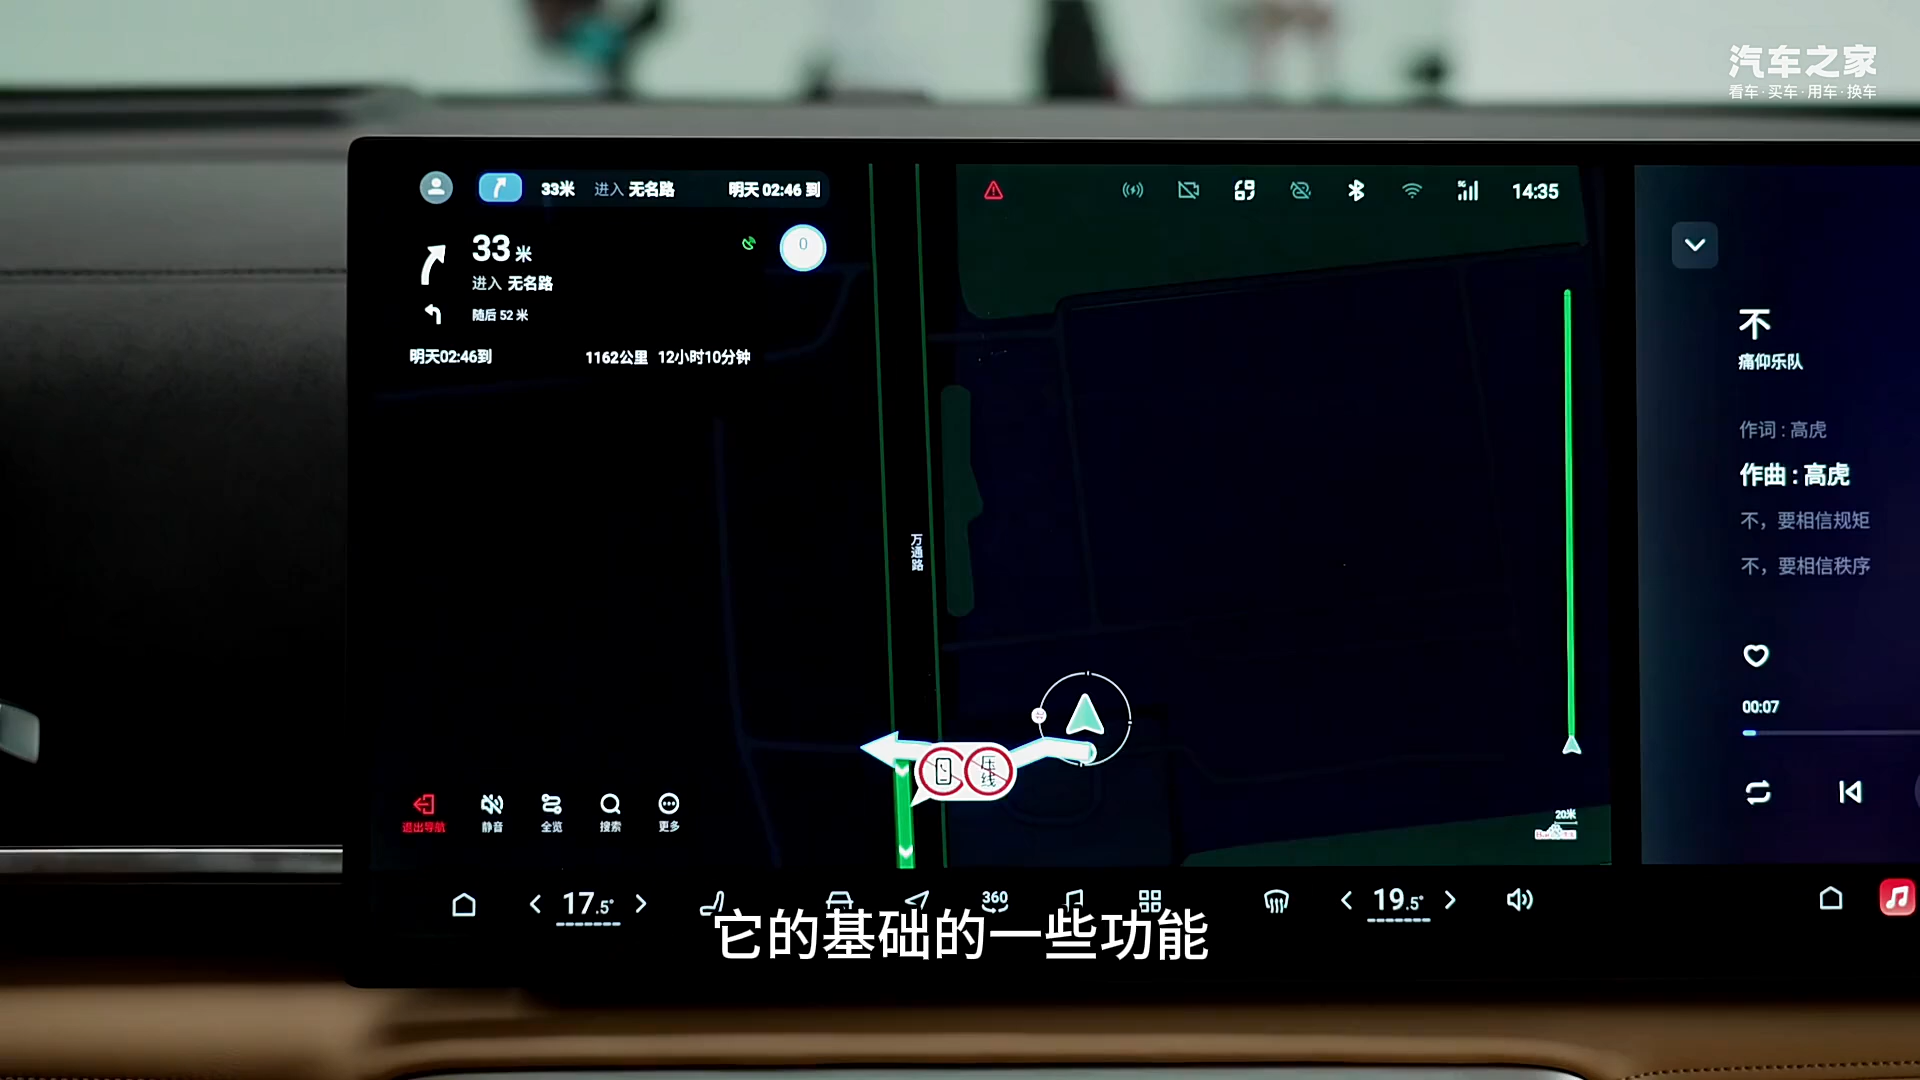 汽车之家
看车·买车·用车·换车
33米 进入 无名路 明天 02:46 到
14:35
33 米
0
进入 无名路
随后 52 米
明天02:46到 1162公里 12小时10分钟
不
痛仰乐队
作词 : 高虎
作曲 : 高虎
不，要相信规矩
不，要相信秩序
万通路
压线
00:07
退出导航 静音 全览 搜索 更多
20米
17.5° 360 19.5°
它的基础的一些功能